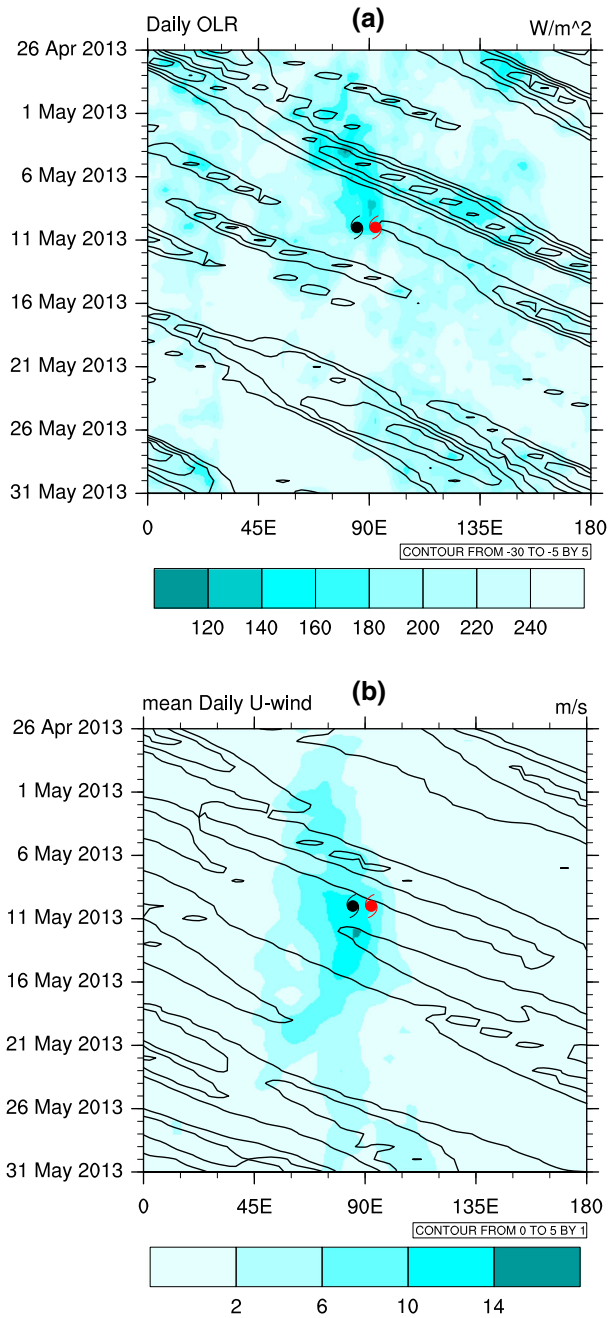 (a)
Daily OLR W/m^2
26 Apr 2013
1 May 2013
6 May 2013
11 May 2013
16 May 2013
21 May 2013
26 May 2013
31 May 2013
0 45E 90E 135E 180
CONTOUR FROM -30 TO -5 BY 5
120 140 160 180 200 220 240
(b)
mean Daily U-wind m/s
26 Apr 2013
1 May 2013
6 May 2013
11 May 2013
16 May 2013
21 May 2013
26 May 2013
31 May 2013
0 45E 90E 135E 180
CONTOUR FROM 0 TO 5 BY 1
2 6 10 14